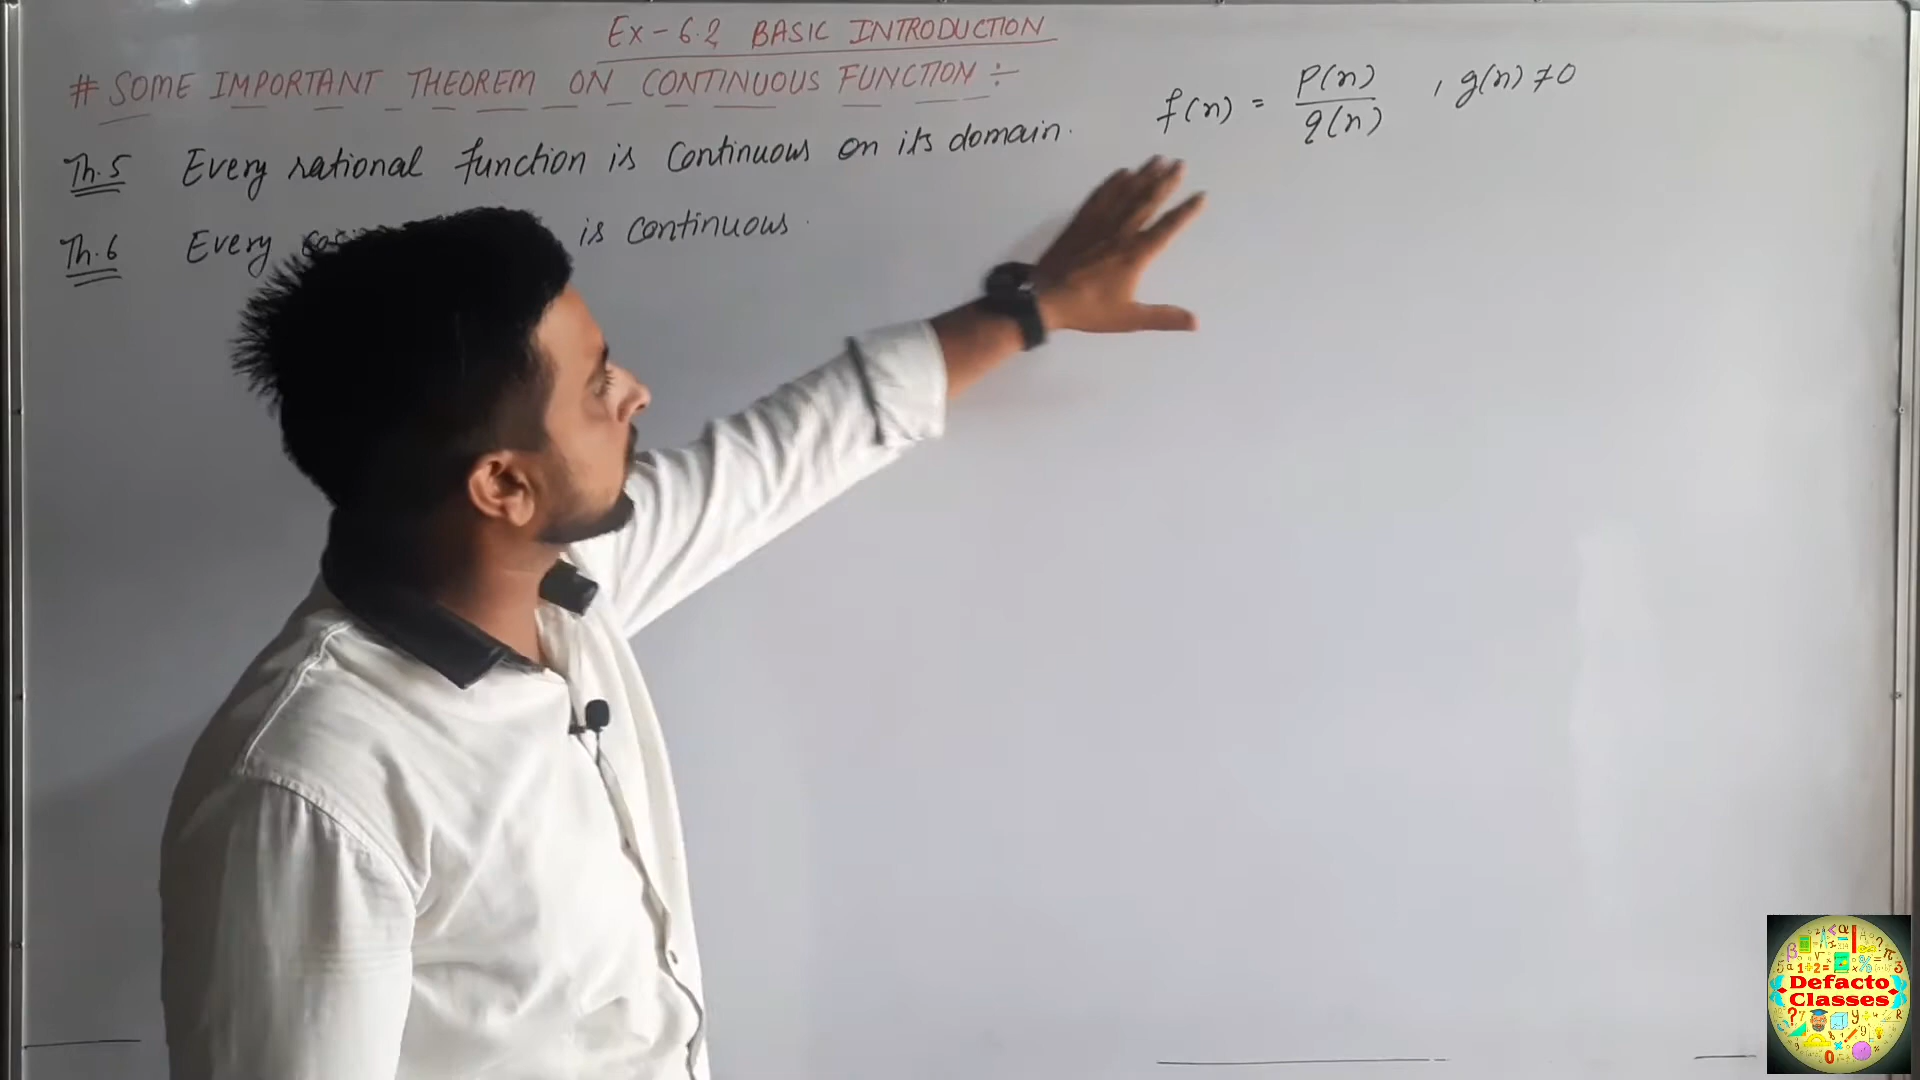 Ex-6.2 BASIC INTRODUCTION
# SOME IMPORTANT THEOREM ON CONTINUOUS FUNCTION :-
f(n) = p(n)/q(n) , q(n) ≠ 0
Th.5 Every rational function is continuous on its domain.
Th.6 Every is continuous.
Defacto
Classes